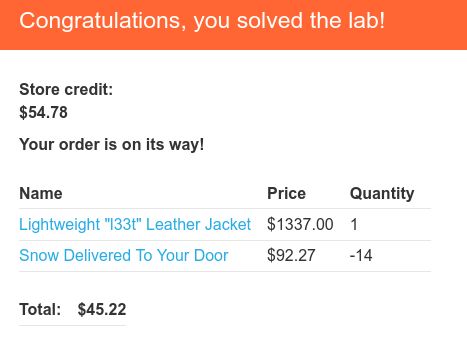 Congratulations, you solved the lab!
Store credit:
$54.78
Your order is on its way!
Name Price Quantity
Lightweight "l33t" Leather Jacket $1337.00 1
Snow Delivered To Your Door $92.27 -14
Total: $45.22